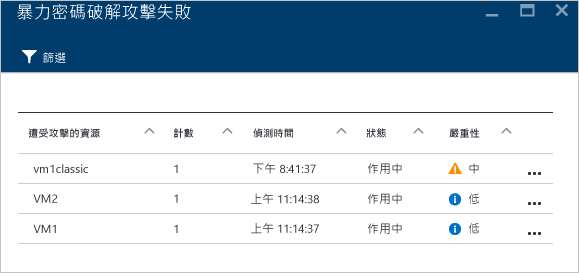 暴力密碼破解攻擊失敗
篩選
遭受攻擊的資源 計數 偵測時間 狀態 嚴重性
vm1classic 1 下午 8:41:37 作用中 中 ...
VM2 1 上午 11:14:38 作用中 低 ...
VM1 1 上午 11:14:37 作用中 低 ...